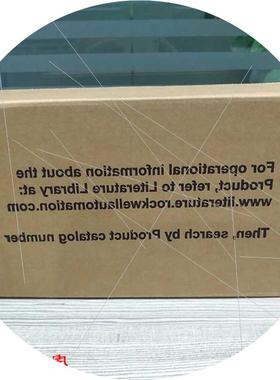 For operational information about the
Product, refer to Literature Library at:
www.literature.rockwellautomation.com
Then, search by Product catalog number